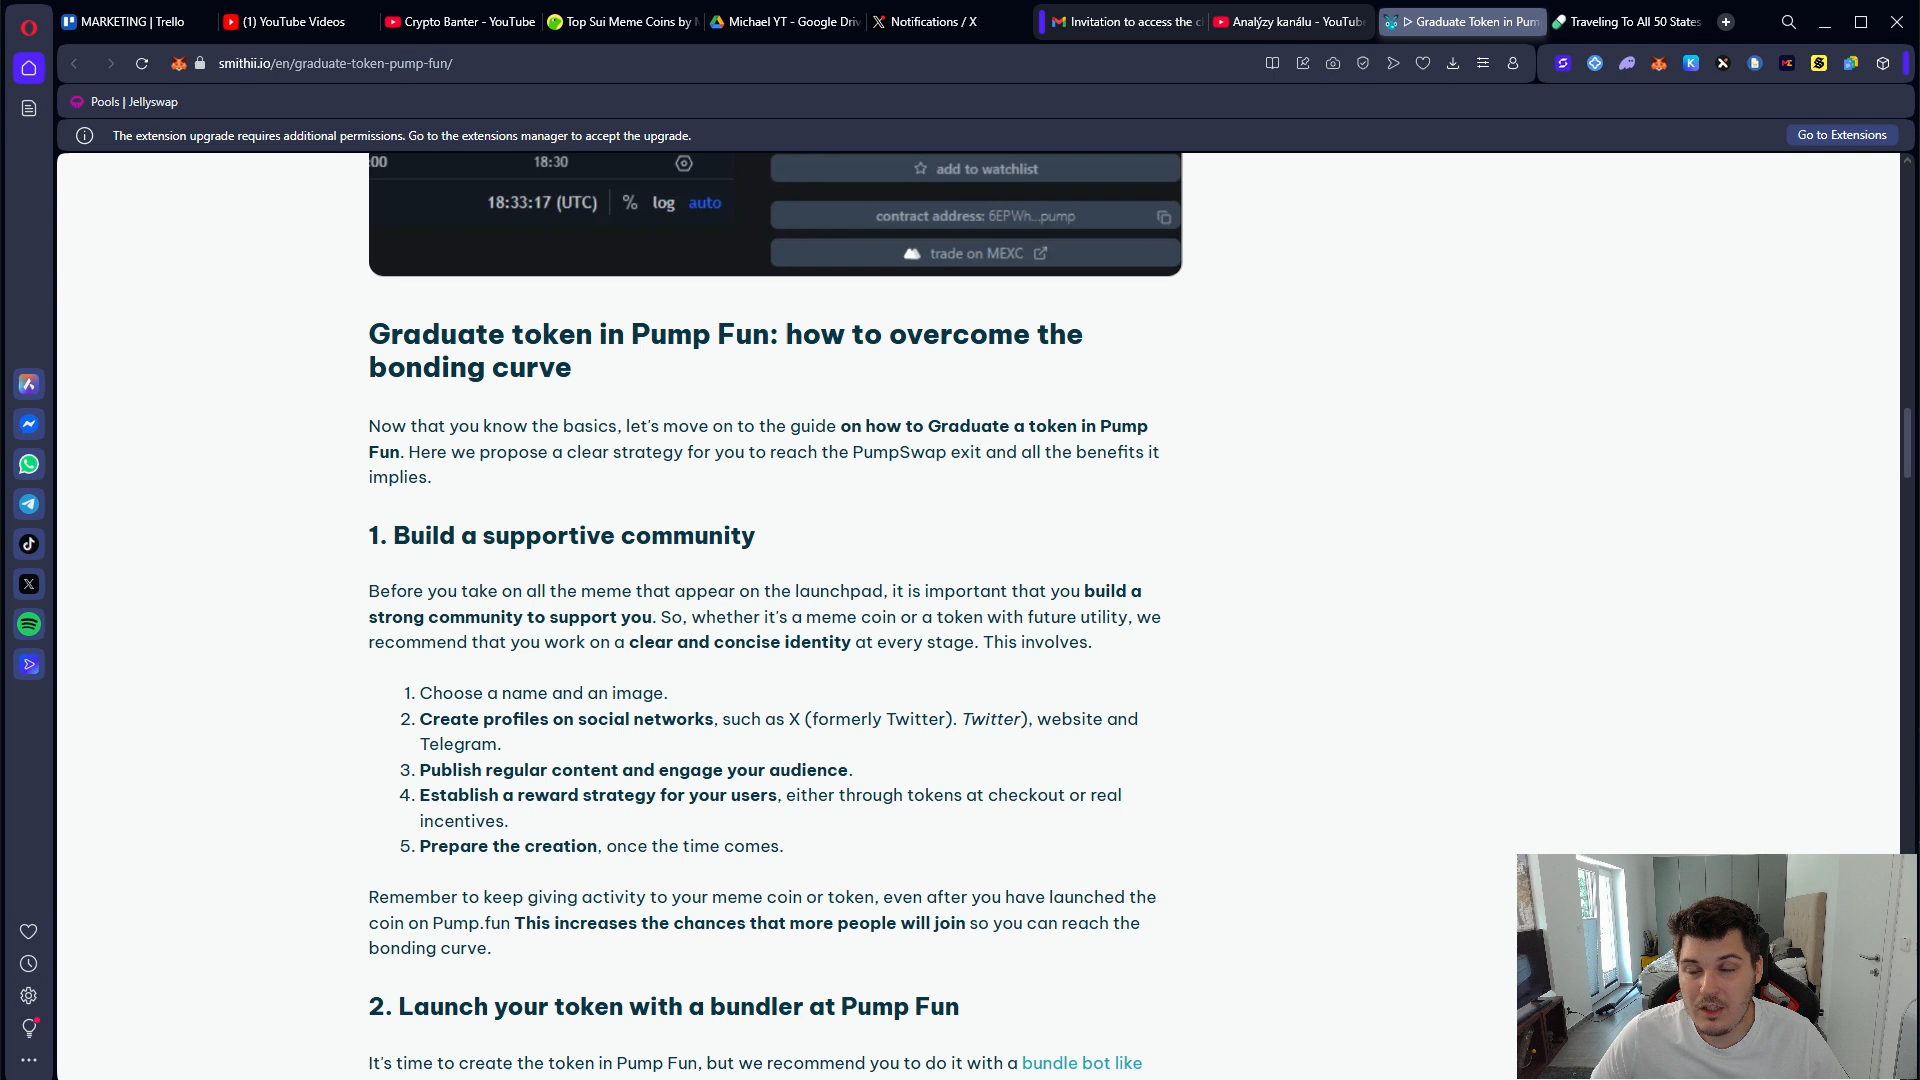 MARKETING | Trello
(1) YouTube Videos
Crypto Banter - YouTube
Top Sui Meme Coins by
Michael YT - Google Driv
Notifications / X
Invitation to access the c
Analýzy kanálu - YouTube
Graduate Token in Pum
Traveling To All 50 States
smithii.io/en/graduate-token-pump-fun/
Pools | Jellyswap
The extension upgrade requires additional permissions. Go to the extensions manager to accept the upgrade.
Go to Extensions
:00
18:30
add to watchlist
18:33:17 (UTC)
% log auto
contract address: 6EPWh...pump
trade on MEXC
Graduate token in Pump Fun: how to overcome the
bonding curve
Now that you know the basics, let's move on to the guide on how to Graduate a token in Pump
Fun. Here we propose a clear strategy for you to reach the PumpSwap exit and all the benefits it
implies.
1. Build a supportive community
Before you take on all the meme that appear on the launchpad, it is important that you build a
strong community to support you. So, whether it's a meme coin or a token with future utility, we
recommend that you work on a clear and concise identity at every stage. This involves.
1. Choose a name and an image.
2. Create profiles on social networks, such as X (formerly Twitter). Twitter), website and
Telegram.
3. Publish regular content and engage your audience.
4. Establish a reward strategy for your users, either through tokens at checkout or real
incentives.
5. Prepare the creation, once the time comes.
Remember to keep giving activity to your meme coin or token, even after you have launched the
coin on Pump.fun This increases the chances that more people will join so you can reach the
bonding curve.
2. Launch your token with a bundler at Pump Fun
It's time to create the token in Pump Fun, but we recommend you to do it with a bundle bot like